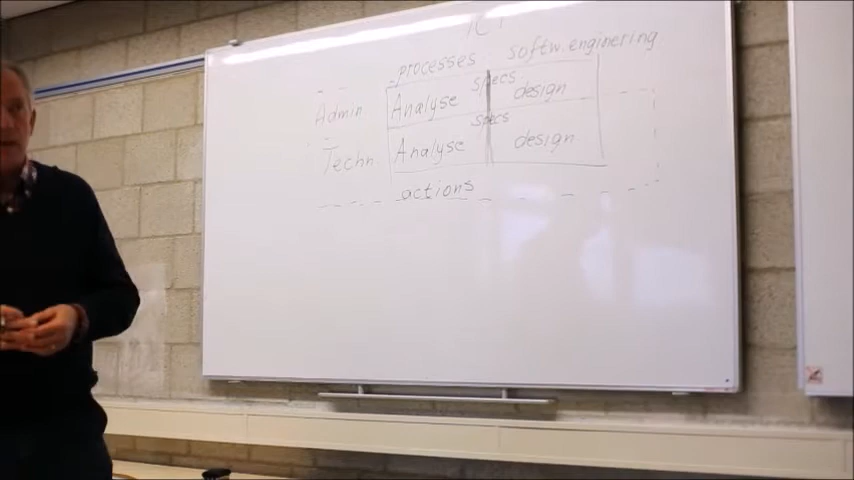 ICT
processes softw. engineering
Admin. Analyse specs design
Techn. Analyse specs design
actions